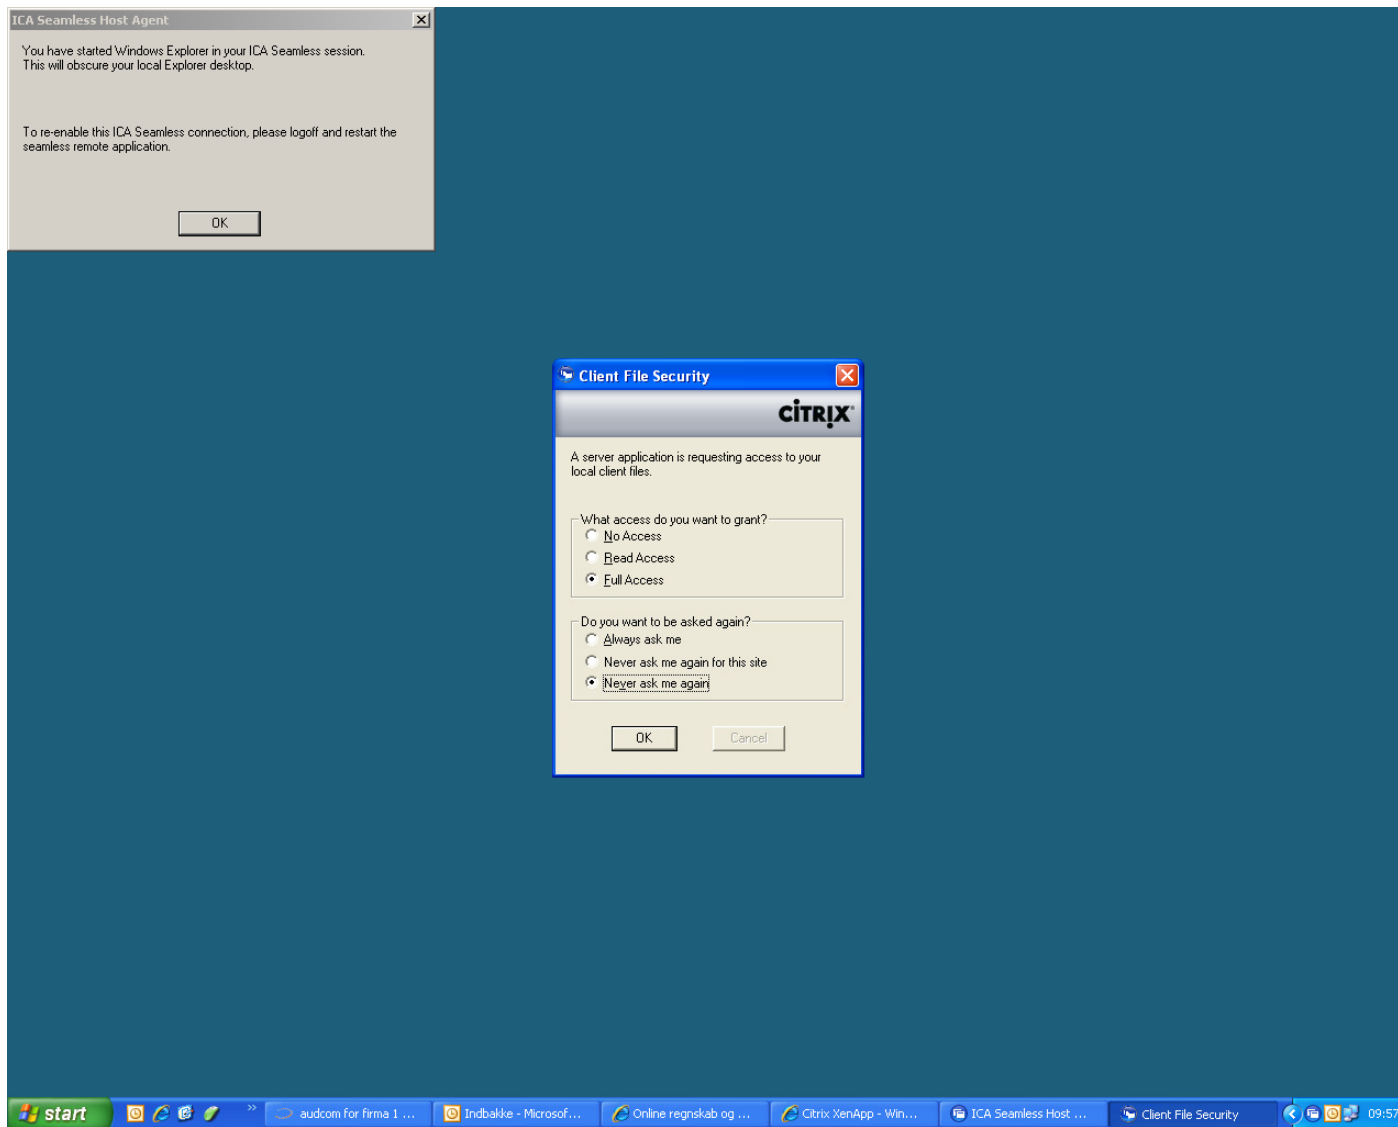 ICA Seamless Host Agent
You have started Windows Explorer in your ICA Seamless session.
This will obscure your local Explorer desktop.
To re-enable this ICA Seamless connection, please logoff and restart the
seamless remote application.
OK
Client File Security
CITRIX
A server application is requesting access to your
local client files.
What access do you want to grant?
No Access
Read Access
Full Access
Do you want to be asked again?
Always ask me
Never ask me again for this site
Never ask me again
OK
Cancel
start
audcom for firma 1 ...
Indbakke - Microsof...
Online regnskab og ...
Citrix XenApp - Win...
ICA Seamless Host ...
Client File Security
09:57